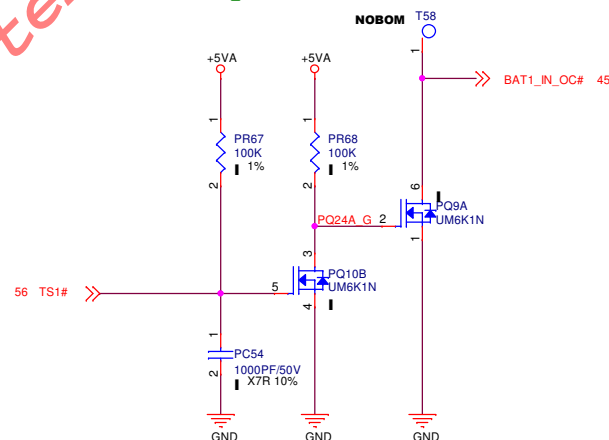 NOBOM
T58
1
BAT1_IN_OC# 45
+5VA
+5VA
1
PR67
100K
1%
2
1
PR68
100K
1%
2
6
PQ24A_G
2
PQ9A
UM6K1N
1
3
56 TS1#
5
PQ10B
UM6K1N
4
1
PC54
1000PF/50V
X7R 10%
2
GND
GND
GND